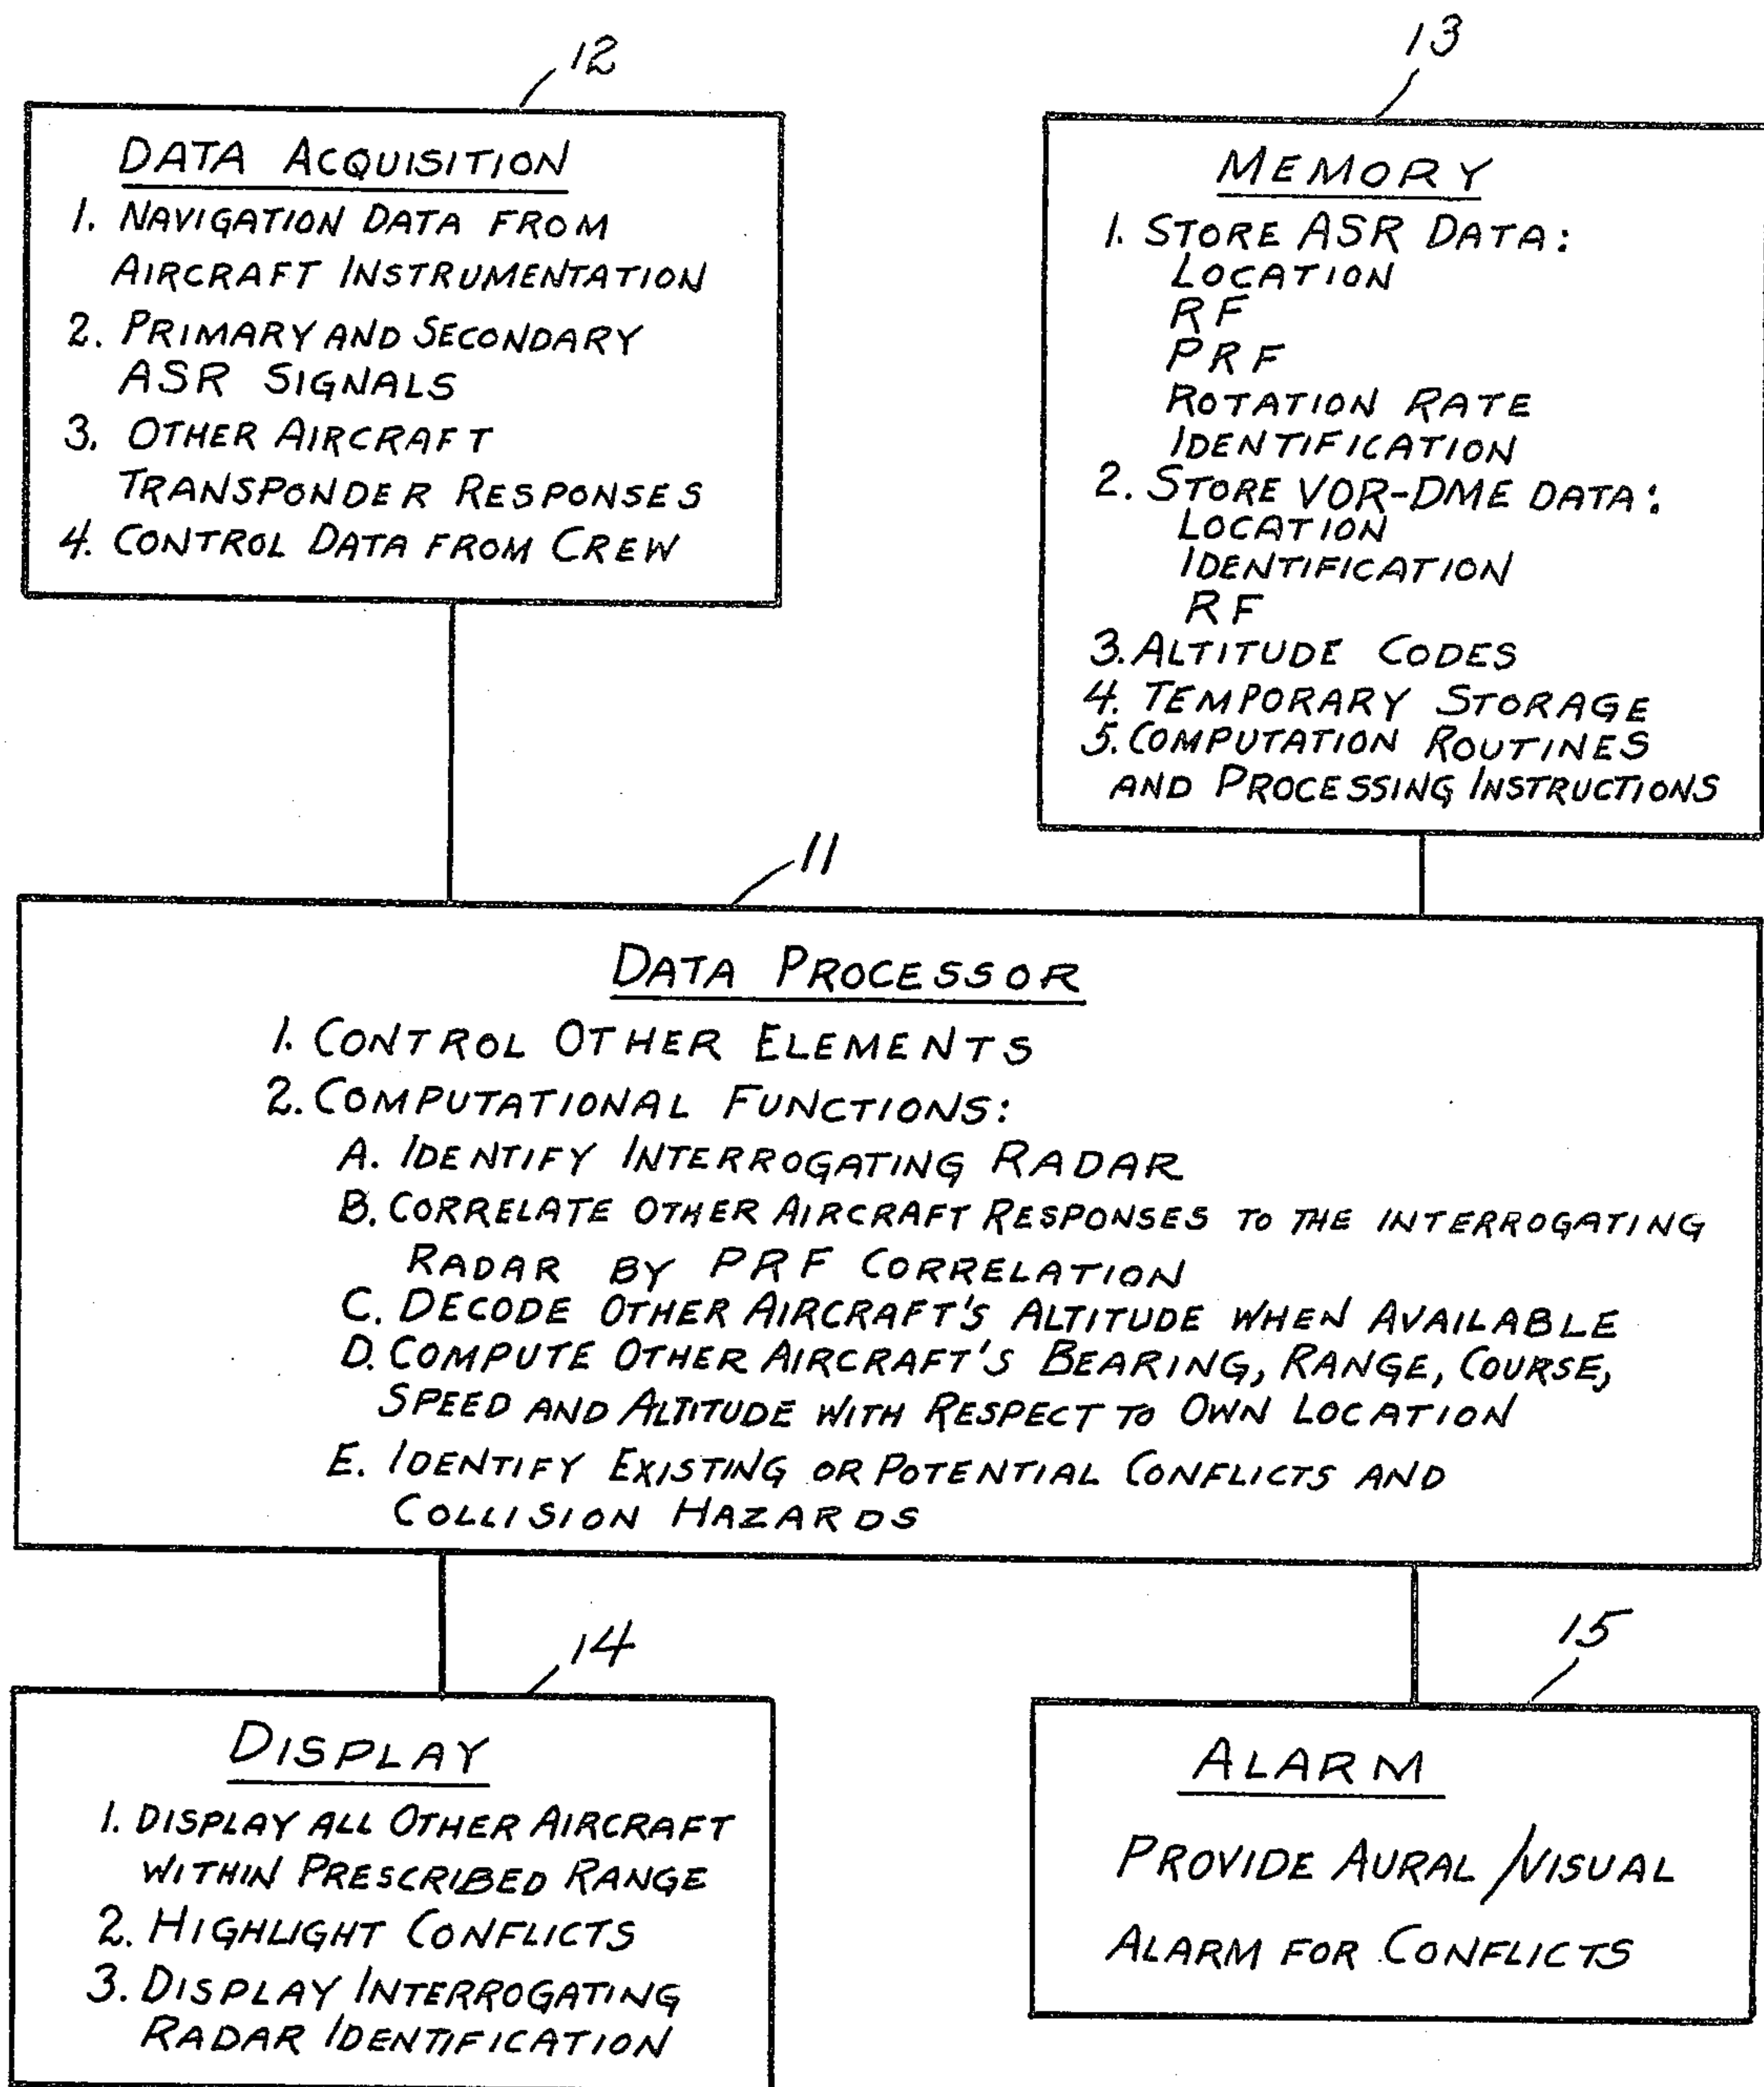 12
DATA ACQUISITION
1. NAVIGATION DATA FROM
AIRCRAFT INSTRUMENTATION
2. PRIMARY AND SECONDARY
ASR SIGNALS
3. OTHER AIRCRAFT
TRANSPONDER RESPONSES
4. CONTROL DATA FROM CREW
13
MEMORY
1. STORE ASR DATA:
LOCATION
RF
PRF
ROTATION RATE
IDENTIFICATION
2. STORE VOR-DME DATA:
LOCATION
IDENTIFICATION
RF
3. ALTITUDE CODES
4. TEMPORARY STORAGE
5. COMPUTATION ROUTINES
AND PROCESSING INSTRUCTIONS
11
DATA PROCESSOR
1. CONTROL OTHER ELEMENTS
2. COMPUTATIONAL FUNCTIONS:
A. IDENTIFY INTERROGATING RADAR
B. CORRELATE OTHER AIRCRAFT RESPONSES TO THE INTERROGATING
RADAR BY PRF CORRELATION
C. DECODE OTHER AIRCRAFT'S ALTITUDE WHEN AVAILABLE
D. COMPUTE OTHER AIRCRAFT'S BEARING, RANGE, COURSE,
SPEED AND ALTITUDE WITH RESPECT TO OWN LOCATION
E. IDENTIFY EXISTING OR POTENTIAL CONFLICTS AND
COLLISION HAZARDS
14
DISPLAY
1. DISPLAY ALL OTHER AIRCRAFT
WITHIN PRESCRIBED RANGE
2. HIGHLIGHT CONFLICTS
3. DISPLAY INTERROGATING
RADAR IDENTIFICATION
15
ALARM
PROVIDE AURAL/VISUAL
ALARM FOR CONFLICTS